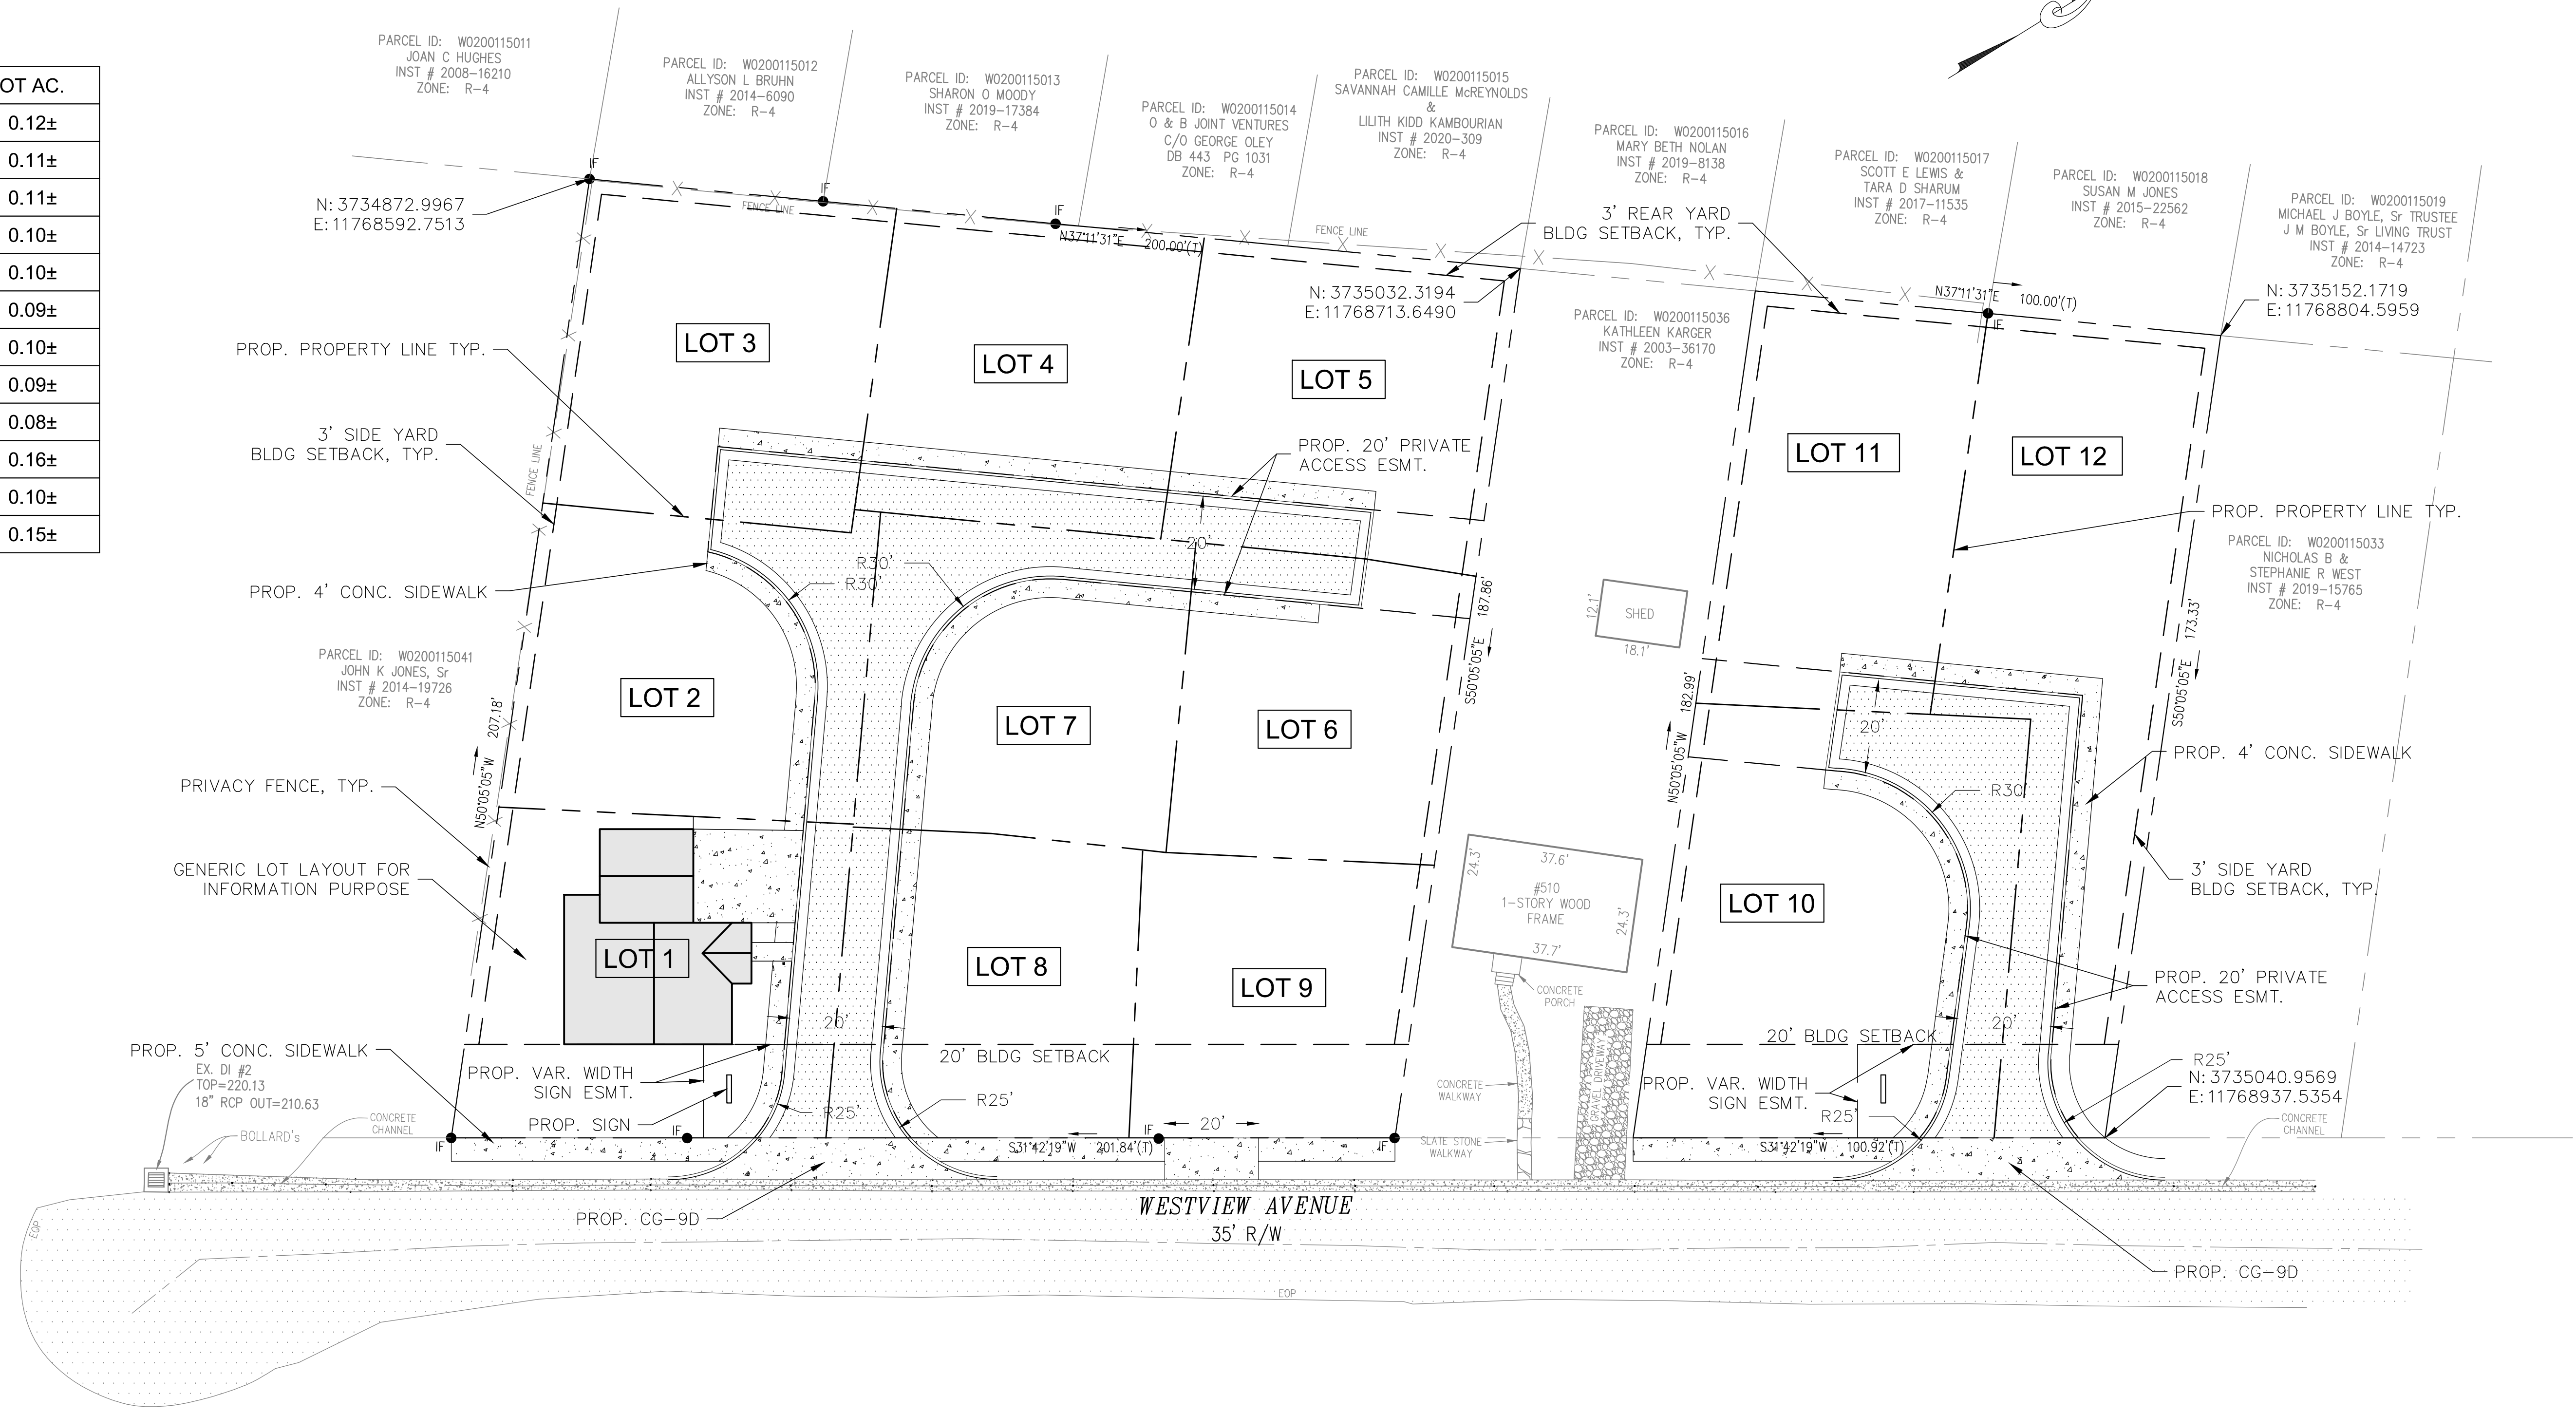 OT AC.
0.12±
0.11±
0.11±
0.10±
0.10±
0.09±
0.10±
0.09±
0.08±
0.16±
0.10±
0.15±
PARCEL ID: W0200115011
JOAN C HUGHES
INST # 2008-16210
ZONE: R-4
PARCEL ID: W0200115012
ALLYSON L BRUHN
INST # 2014-6090
ZONE: R-4
PARCEL ID: W0200115013
SHARON O MOODY
INST # 2019-17384
ZONE: R-4
PARCEL ID: W0200115014
O & B JOINT VENTURES
C/O GEORGE OLEY
DB 443 PG 1031
ZONE: R-4
PARCEL ID: W0200115015
SAVANNAH CAMILLE McREYNOLDS
&
LILITH KIDD KAMBOURIAN
INST # 2020-309
ZONE: R-4
PARCEL ID: W0200115016
MARY BETH NOLAN
INST # 2019-8138
ZONE: R-4
PARCEL ID: W0200115017
SCOTT E LEWIS &
TARA D SHARUM
INST # 2017-11535
ZONE: R-4
PARCEL ID: W0200115018
SUSAN M JONES
INST # 2015-22562
ZONE: R-4
PARCEL ID: W0200115019
MICHAEL J BOYLE, Sr TRUSTEE
J M BOYLE, Sr LIVING TRUST
INST # 2014-14723
ZONE: R-4
IF
IF
IF
N: 3734872.9967
E: 11768592.7513
FENCE LINE
N37°11'31"E 200.00'(T)
FENCE LINE
3' REAR YARD
BLDG SETBACK, TYP.
N: 3735032.3194
E: 11768713.6490
N37°11'31"E 100.00'(T)
IF
N: 3735152.1719
E: 11768804.5959
PARCEL ID: W0200115036
KATHLEEN KARGER
INST # 2003-36170
ZONE: R-4
LOT 3
LOT 4
LOT 5
PROP. PROPERTY LINE TYP.
3' SIDE YARD
BLDG SETBACK, TYP.
FENCE LINE
PROP. 20' PRIVATE
ACCESS ESMT.
LOT 11
LOT 12
PROP. PROPERTY LINE TYP.
PARCEL ID: W0200115033
NICHOLAS B &
STEPHANIE R WEST
INST # 2019-15765
ZONE: R-4
20'
R30'
R30'
PROP. 4' CONC. SIDEWALK
187.86'
S50°05'05"E
12.1'
SHED
18.1'
173.33'
S50°05'05"E
PARCEL ID: W0200115041
JOHN K JONES, Sr
INST # 2014-19726
ZONE: R-4
207.18'
N50°05'05"W
LOT 2
LOT 7
LOT 6
182.99'
N50°05'05"W
20'
R30'
PROP. 4' CONC. SIDEWALK
PRIVACY FENCE, TYP.
GENERIC LOT LAYOUT FOR
INFORMATION PURPOSE
LOT 1
LOT 8
LOT 9
24.3'
37.6'
#510
1-STORY WOOD
FRAME
24.3'
37.7'
CONCRETE
PORCH
LOT 10
3' SIDE YARD
BLDG SETBACK, TYP.
PROP. 20' PRIVATE
ACCESS ESMT.
20'
20'
PROP. 5' CONC. SIDEWALK
EX. DI #2
TOP=220.13
18" RCP OUT=210.63
BOLLARD's
CONCRETE
CHANNEL
PROP. VAR. WIDTH
SIGN ESMT.
PROP. SIGN
20' BLDG SETBACK
R25'
R25'
20'
CONCRETE
WALKWAY
SLATE STONE
WALKWAY
GRAVEL DRIVEWAY
20' BLDG SETBACK
PROP. VAR. WIDTH
SIGN ESMT.
R25'
R25'
N: 3735040.9569
E: 11768937.5354
CONCRETE
CHANNEL
IF
IF
IF
IF
S31°42'19"W 201.84'(T)
S31°42'19"W 100.92'(T)
PROP. CG-9D
WESTVIEW AVENUE
35' R/W
PROP. CG-9D
EOP
EOP